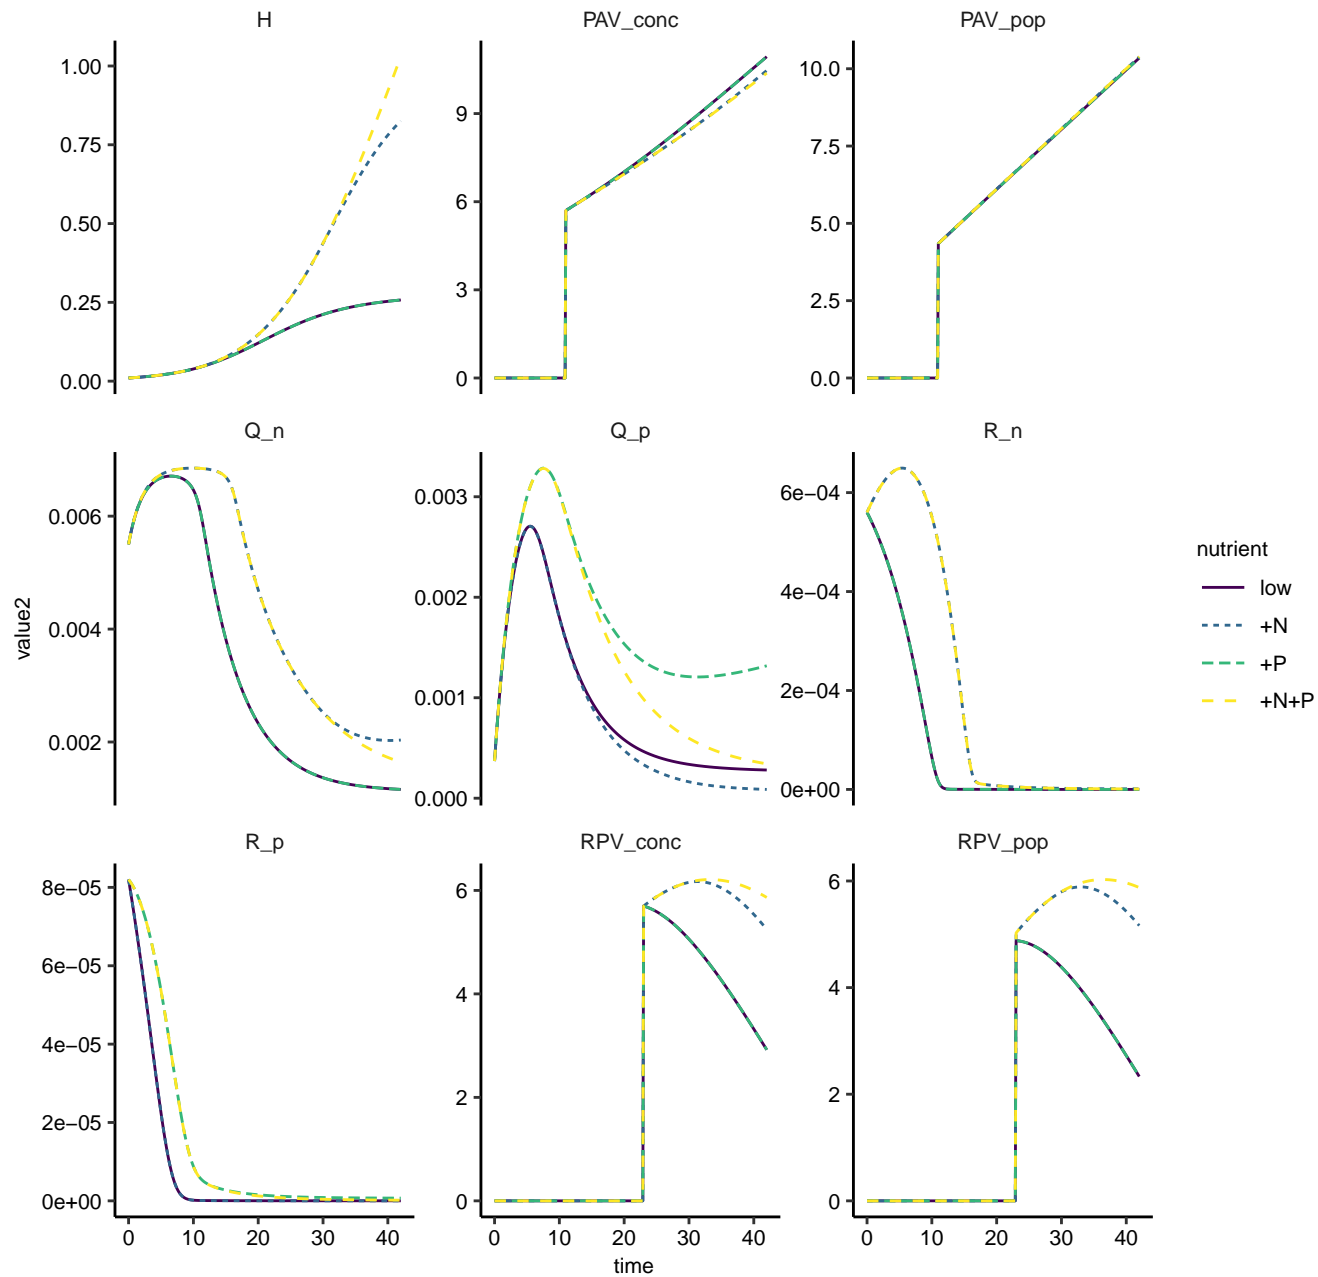 H
PAV_conc
PAV_pop
1.00
0.75
0.50
0.25
0.00
9
6
3
0
10.0
7.5
5.0
2.5
0.0
Q_n
Q_p
R_n
0.006
0.004
0.002
0.003
0.002
0.001
0.000
6e−04
4e−04
2e−04
0e+00
R_p
RPV_conc
RPV_pop
8e−05
6e−05
4e−05
2e−05
0e+00
6
4
2
0
6
4
2
0
0 10 20 30 40
0 10 20 30 40
0 10 20 30 40
time
value2
nutrient
low
+N
+P
+N+P